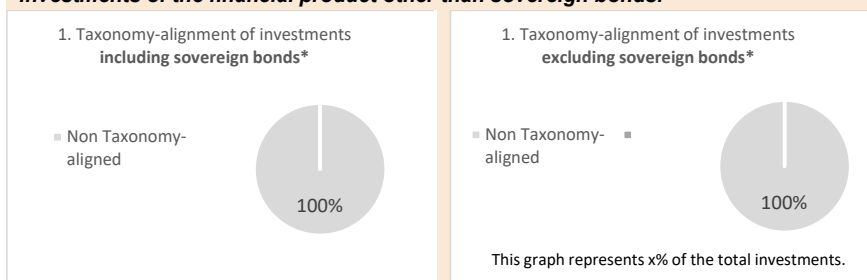 investments of the financial product other than sovereign bonds.
1. Taxonomy-alignment of investments
including sovereign bonds*
Non Taxonomy-
aligned
100%
1. Taxonomy-alignment of investments
excluding sovereign bonds*
Non Taxonomy-
aligned
100%
This graph represents x% of the total investments.